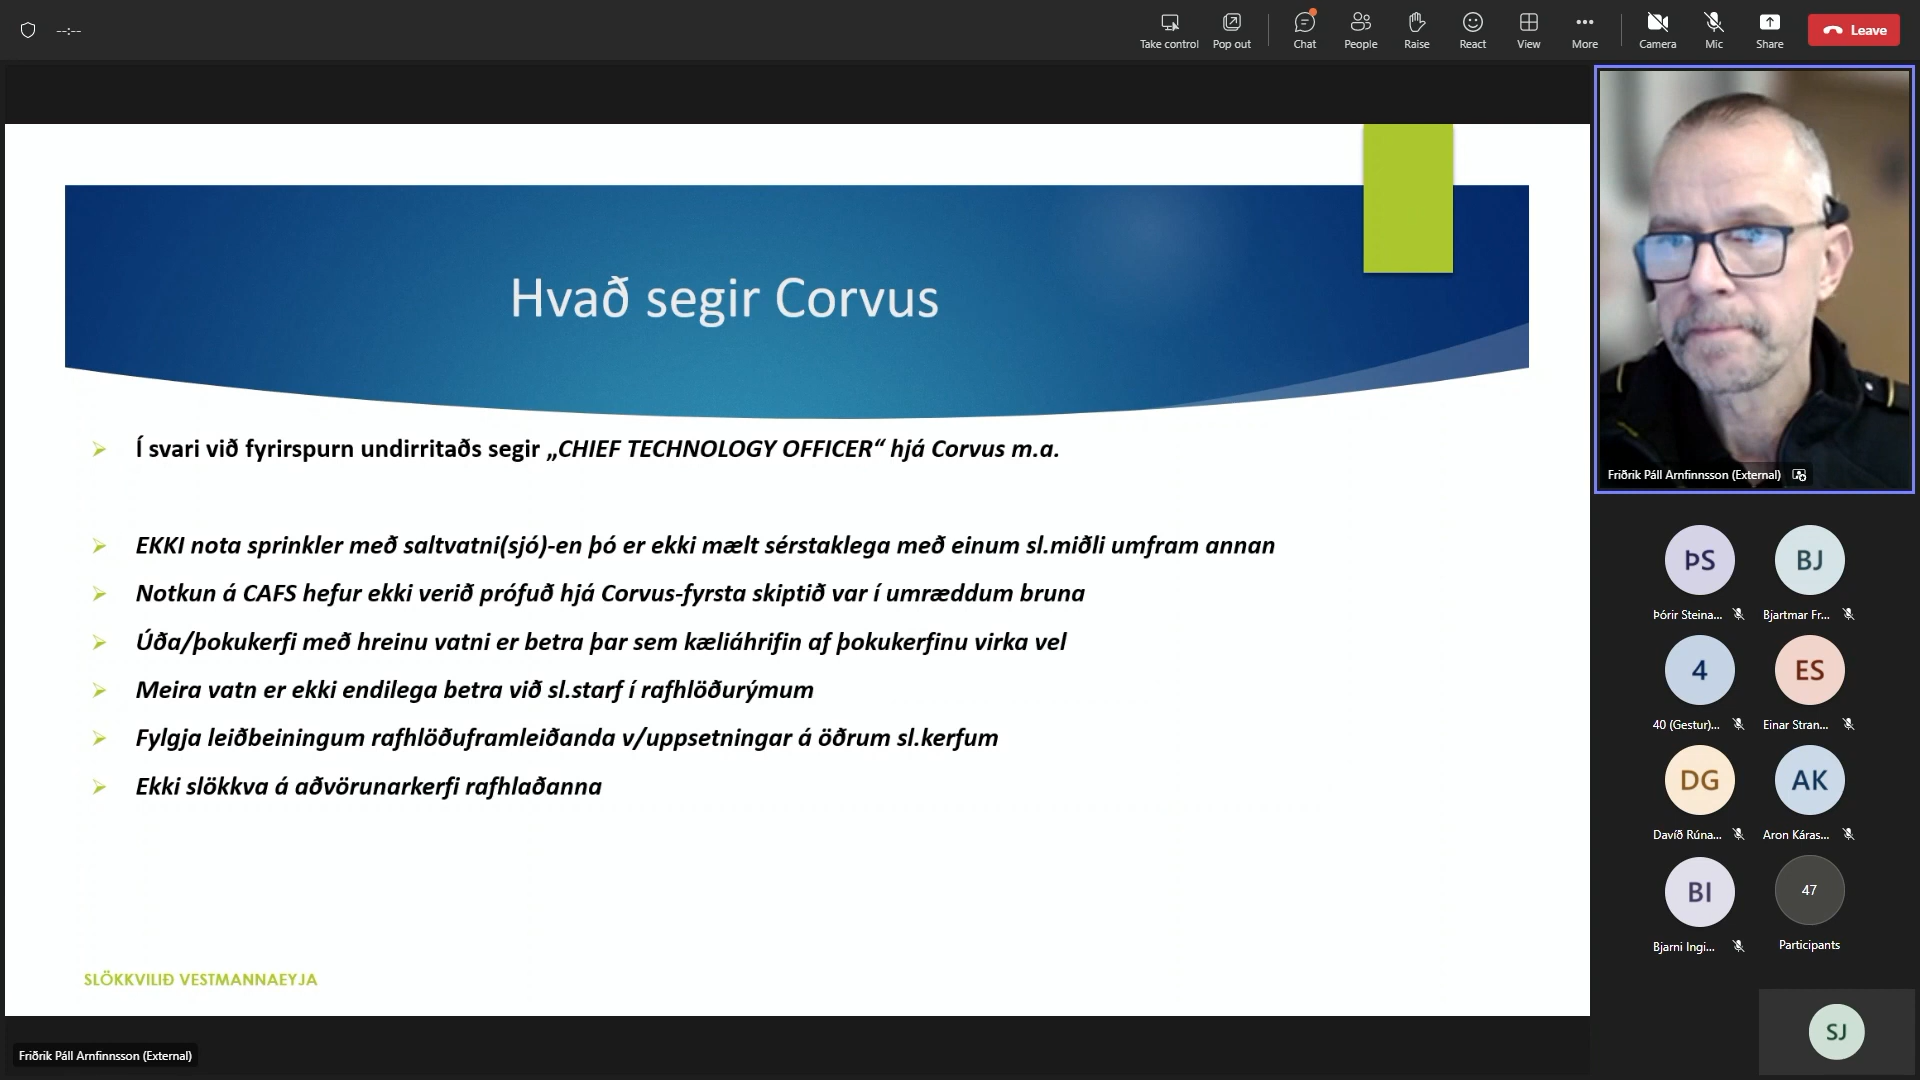 --:--
Take control
Pop out
Chat
People
Raise
React
View
More
Camera
Mic
Share
Leave
Hvað segir Corvus
Í svari við fyrirspurn undirritaðs segir „CHIEF TECHNOLOGY OFFICER“ hjá Corvus m.a.
EKKI nota sprinkler með saltvatni(sjó)-en þó er ekki mælt sérstaklega með einum sl.miðli umfram annan
Notkun á CAFS hefur ekki verið prófuð hjá Corvus-fyrsta skiptið var í umræddum bruna
Úða/þokukerfi með hreinu vatni er betra þar sem kæliáhrifin af þokukerfinu virka vel
Meira vatn er ekki endilega betra við sl.starf í rafhlöðurýmum
Fylgja leiðbeiningum rafhlöðuframleiðanda v/uppsetningar á öðrum sl.kerfum
Ekki slökkva á aðvörunarkerfi rafhlaðanna
SLÖKKVILIÐ VESTMANNAEYJA
Friðrik Páll Arnfinnsson (External)
Friðrik Páll Arnfinnsson (External)
ÞS
BJ
Þórir Steina...
Bjartmar Fr...
4
ES
40 (Gestur)...
Einar Stran...
DG
AK
Davíð Rúna...
Aron Káras...
BI
47
Bjarni Ingi...
Participants
SJ